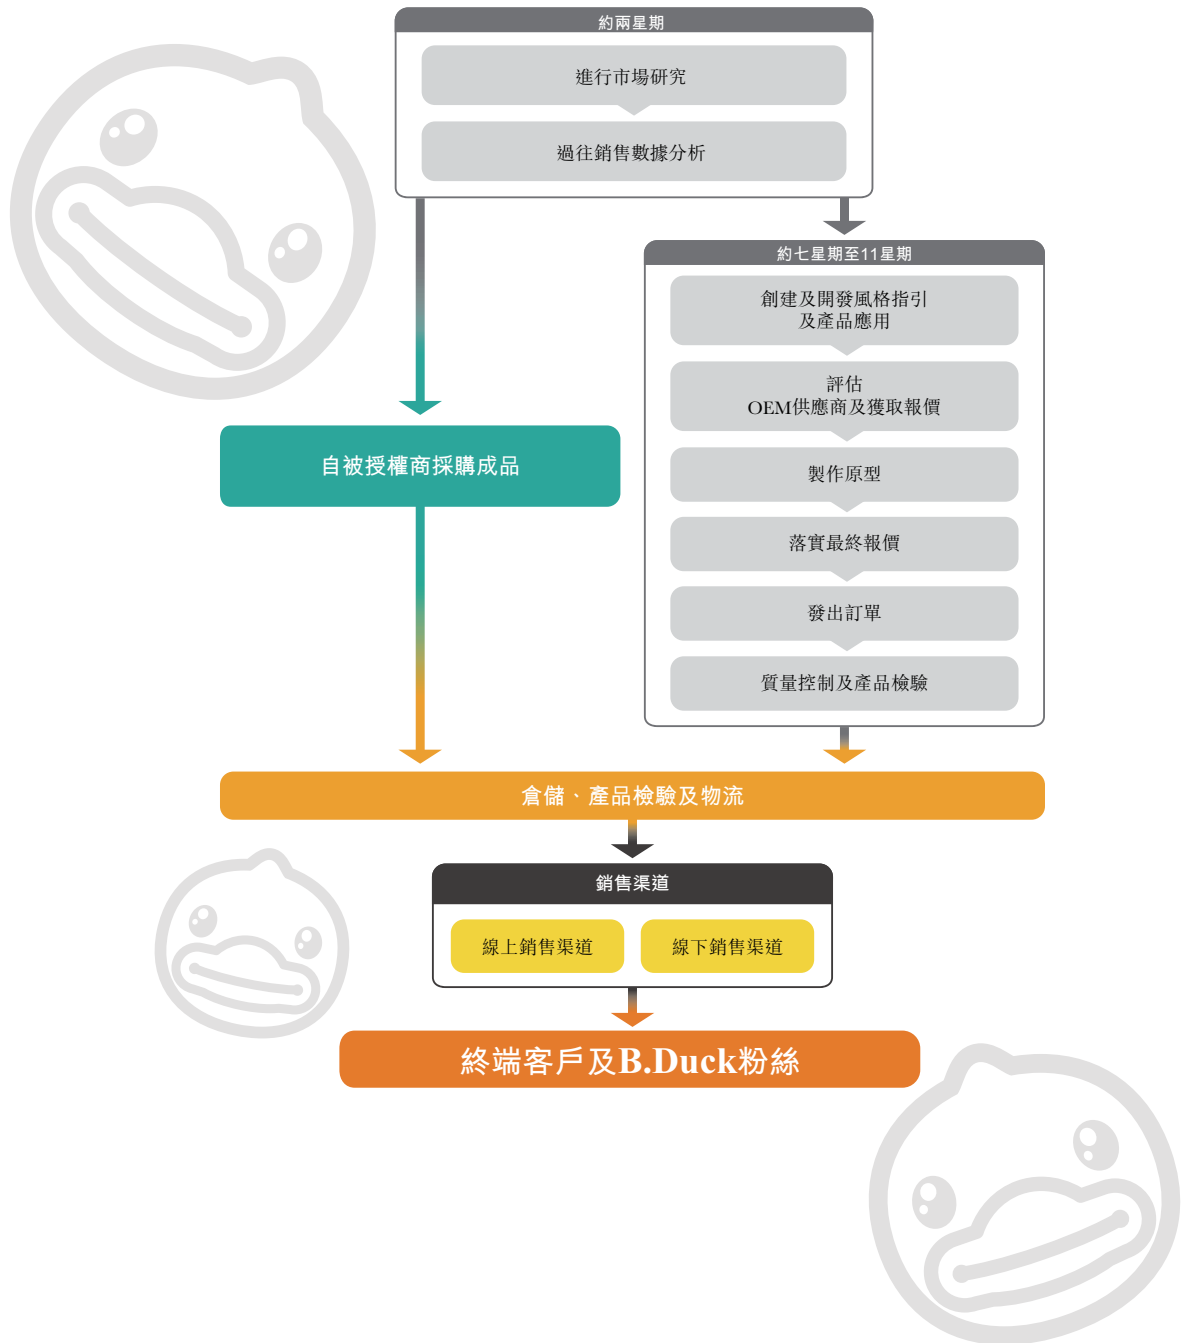 約兩星期
進行市場研究
過往銷售數據分析
約七星期至11星期
創建及開發風格指引
及產品應用
評估
OEM供應商及獲取報價
製作原型
落實最終報價
發出訂單
質量控制及產品檢驗
自被授權商採購成品
倉儲、產品檢驗及物流
銷售渠道
線上銷售渠道
線下銷售渠道
終端客戶及B.Duck粉絲